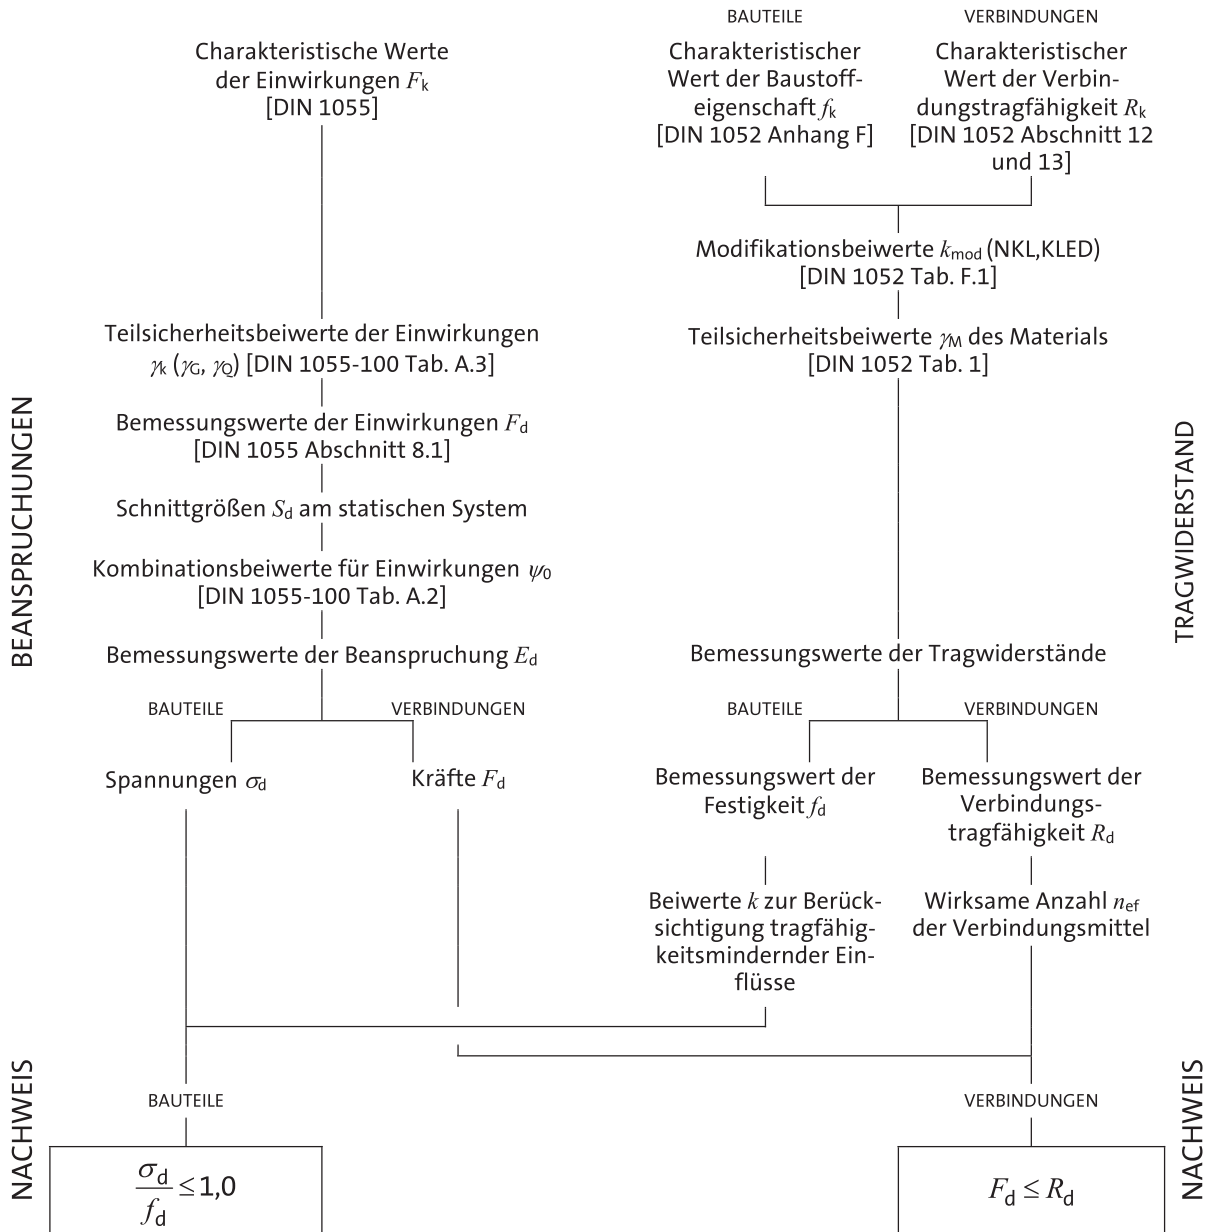 BAUTEILE
VERBINDUNGEN
Charakteristische Werte
der Einwirkungen Fk
[DIN 1055]
Charakteristischer
Wert der Baustoff-
eigenschaft fk
[DIN 1052 Anhang F]
Charakteristischer
Wert der Verbin-
dungstragfähigkeit Rk
[DIN 1052 Abschnitt 12
und 13]
Modifikationsbeiwerte kmod (NKL,KLED)
[DIN 1052 Tab. F.1]
Teilsicherheitsbeiwerte der Einwirkungen
γk (γG, γQ) [DIN 1055-100 Tab. A.3]
Teilsicherheitsbeiwerte γM des Materials
[DIN 1052 Tab. 1]
BEANSPRUCHUNGEN
Bemessungswerte der Einwirkungen Fd
[DIN 1055 Abschnitt 8.1]
Schnittgrößen Sd am statischen System
Kombinationsbeiwerte für Einwirkungen ψ0
[DIN 1055-100 Tab. A.2]
Bemessungswerte der Beanspruchung Ed
TRAGWIDERSTAND
Bemessungswerte der Tragwiderstände
BAUTEILE
VERBINDUNGEN
BAUTEILE
VERBINDUNGEN
Spannungen σd
Kräfte Fd
Bemessungswert der
Festigkeit fd
Bemessungswert der
Verbindungs-
tragfähigkeit Rd
Beiwerte k zur Berück-
sichtigung tragfähig-
keitsmindernder Ein-
flüsse
Wirksame Anzahl nef
der Verbindungsmittel
NACHWEIS
BAUTEILE
VERBINDUNGEN
NACHWEIS
σd
fd
≤ 1,0
Fd ≤ Rd